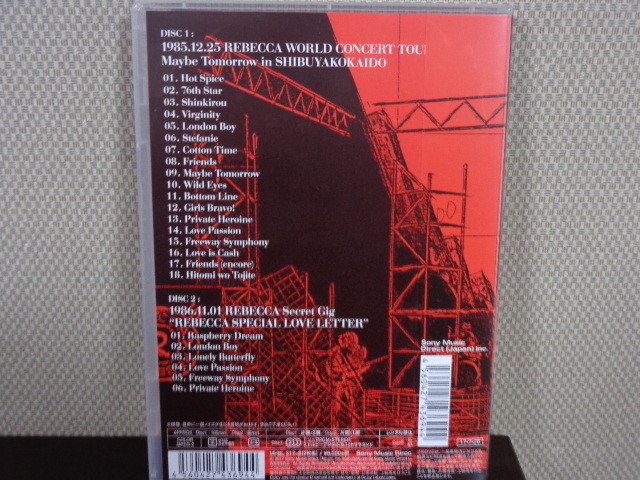 DISC 1 :
1985.12.25 REBECCA WORLD CONCERT TOU
Maybe Tomorrow in SHIBUYAKOKAIDO
01. Hot Spice
02. 76th Star
03. Shinkirou
04. Virginity
05. London Boy
06. Stefanie
07. Cotton Time
08. Friends
09. Maybe Tomorrow
10. Wild Eyes
11. Bottom Line
12. Girls Bravo!
13. Private Heroine
14. Love Passion
15. Freeway Symphony
16. Love is Cash
17. Friends (encore)
18. Hitomi wo Tojite
DISC 2 :
1986.11.01 REBECCA Secret Gig
"REBECCA SPECIAL LOVE LETTER"
01. Raspberry Dream
02. London Boy
03. Lonely Butterfly
04. Love Passion
05. Freeway Symphony
06. Private Heroine
Sony Music
Direct (Japan) Inc.
4560427438944
4 560427 438944